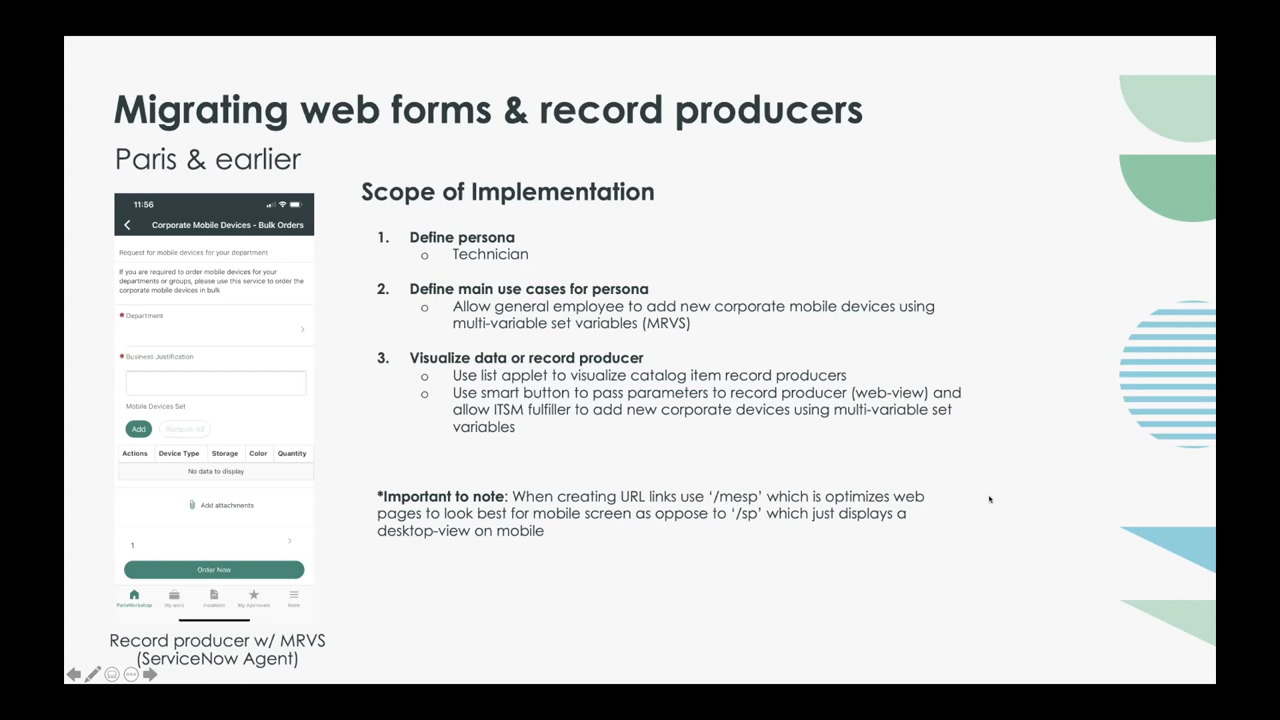 Migrating web forms & record producers
Paris & earlier
11:56
Corporate Mobile Devices - Bulk Orders
Request for mobile devices for your department
If you are required to order mobile devices for your
departments or groups, please use this service to order the
corporate mobile devices in bulk
* Department
* Business Justification
Mobile Devices Set
Add
Remove All
Actions Device Type Storage Color Quantity
No data to display
Add attachments
1
Order Now
ParisWorkshop My work Incidents My Approvals More
Record producer w/ MRVS
(ServiceNow Agent)
Scope of Implementation
1. Define persona
o Technician
2. Define main use cases for persona
o Allow general employee to add new corporate mobile devices using
multi-variable set variables (MRVS)
3. Visualize data or record producer
o Use list applet to visualize catalog item record producers
o Use smart button to pass parameters to record producer (web-view) and
allow ITSM fulfiller to add new corporate devices using multi-variable set
variables
*Important to note: When creating URL links use ‘/mesp’ which is optimizes web
pages to look best for mobile screen as oppose to ‘/sp’ which just displays a
desktop-view on mobile